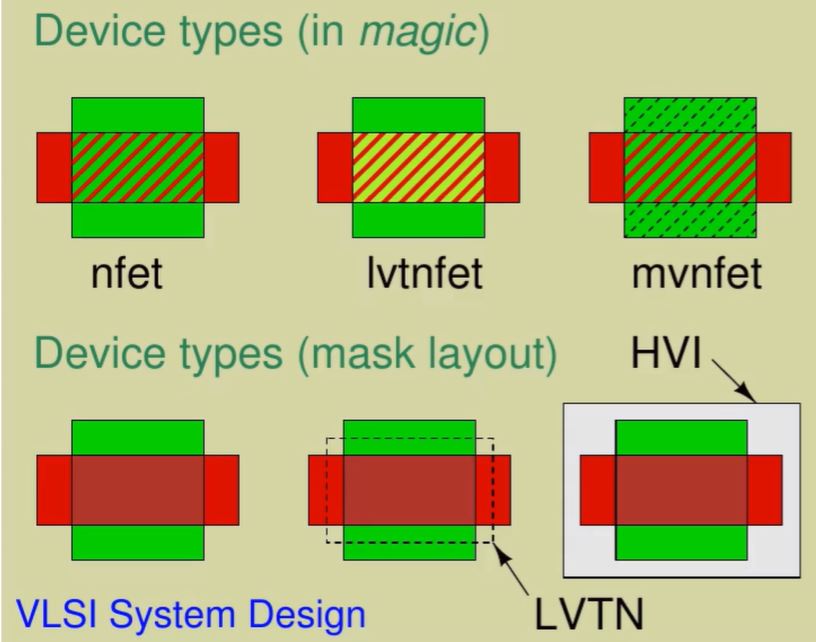 Device types (in magic)
nfet
lvtnfet
mvnfet
Device types (mask layout)
HVI
LVTN
VLSI System Design